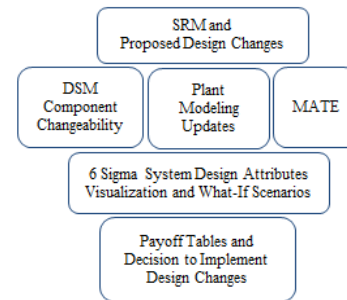 SRM and
Proposed Design Changes
DSM
Component
Changeability
Plant
Modeling
Updates
MATE
6 Sigma System Design Attributes
Visualization and What-If Scenarios
Payoff Tables and
Decision to Implement
Design Changes